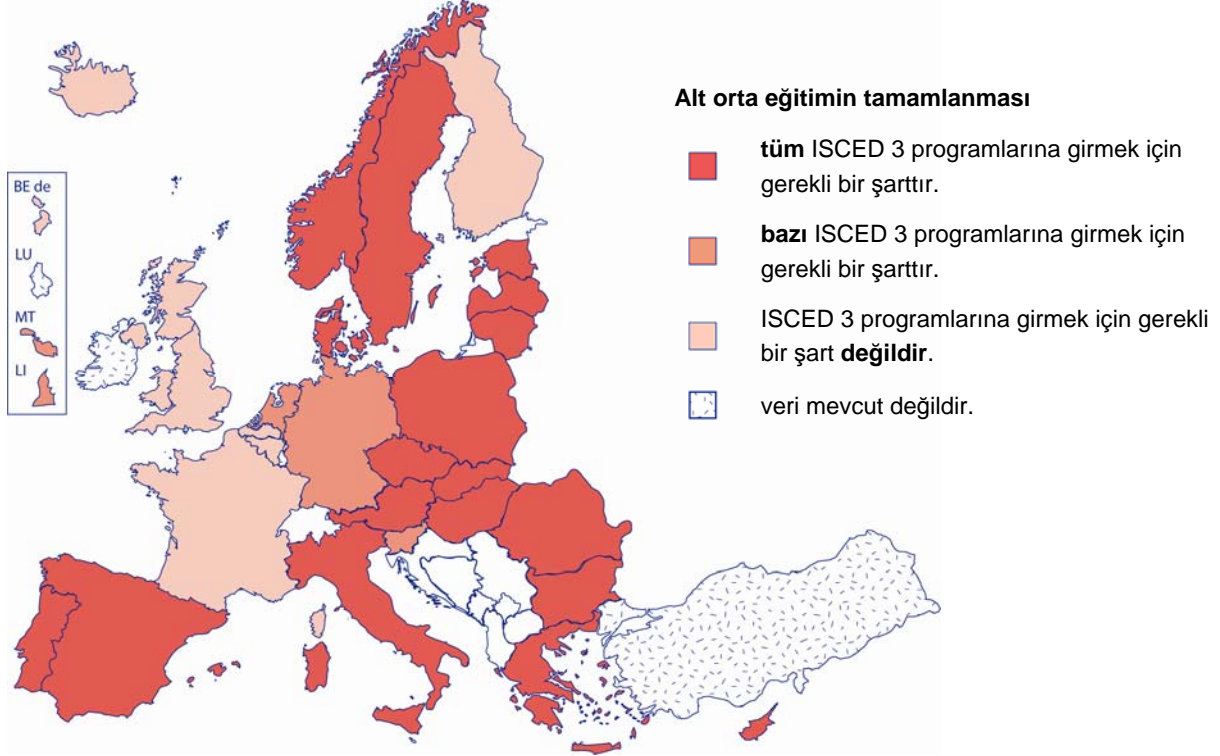 Alt orta eğitimin tamamlanması
tüm ISCED 3 programlarına girmek için
gerekli bir şarttır.
bazı ISCED 3 programlarına girmek için
gerekli bir şarttır.
ISCED 3 programlarına girmek için gerekli
bir şart değildir.
veri mevcut değildir.
BE de
LU
MT
LI